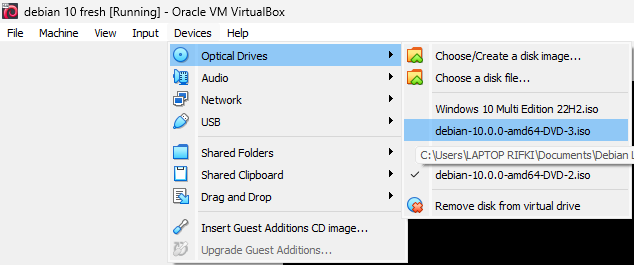 debian 10 fresh [Running] - Oracle VM VirtualBox
File Machine View Input Devices Help
Optical Drives
Audio
Network
USB
Shared Folders
Shared Clipboard
Drag and Drop
Insert Guest Additions CD image...
Upgrade Guest Additions...
Choose/Create a disk image...
Choose a disk file...
Windows 10 Multi Edition 22H2.iso
debian-10.0.0-amd64-DVD-3.iso
C:\Users\LAPTOP RIFKI\Documents\Debian L
debian-10.0.0-amd64-DVD-2.iso
Remove disk from virtual drive